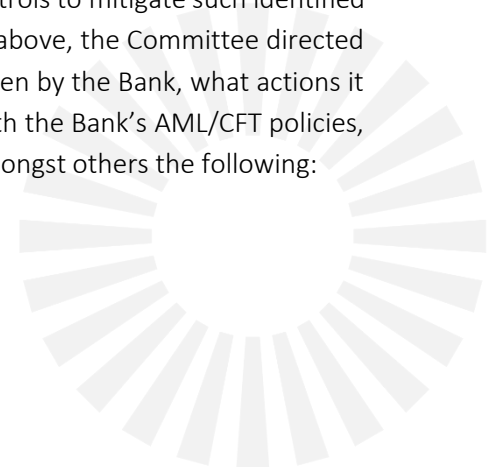 trols to mitigate such identified
above, the Committee directed
en by the Bank, what actions it
th the Bank’s AML/CFT policies,
ongst others the following: